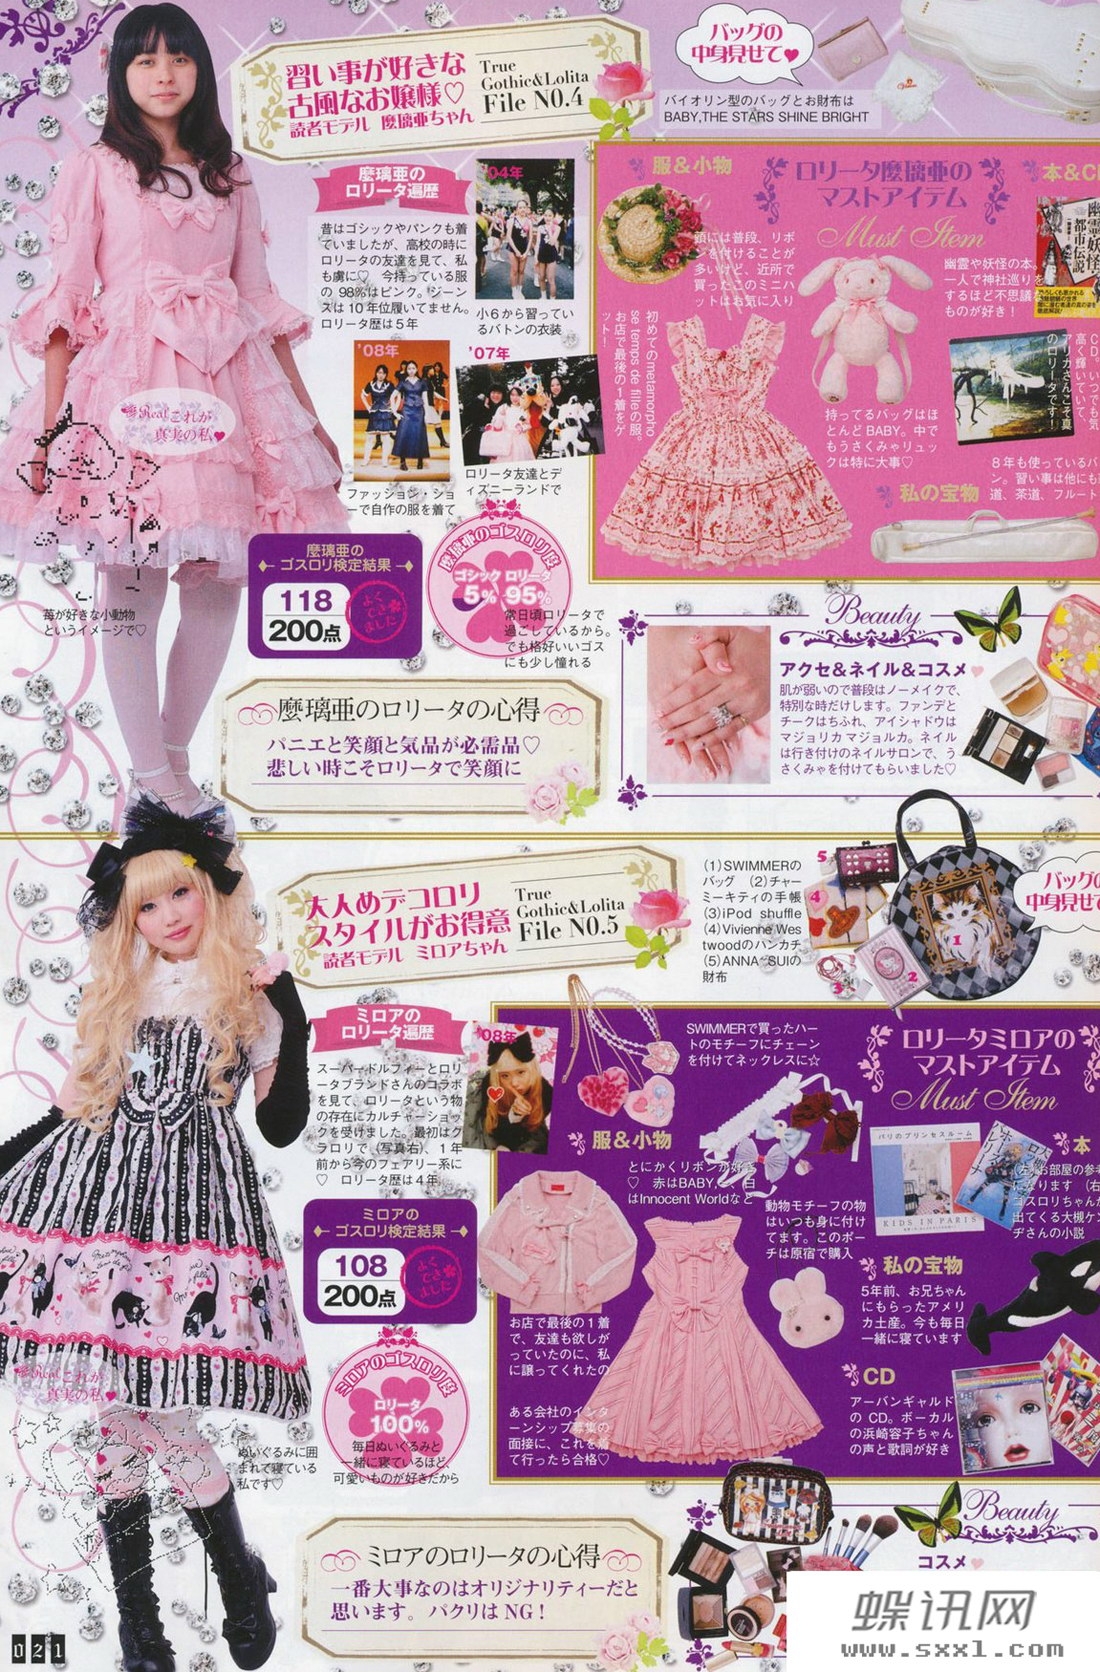 習い事が好きな
古風なお嬢様♡
読者モデル 麼璃亜ちゃん
True
Gothic&Lolita
File N0.4
バッグの
中身見せて♥
バイオリン型のバッグとお財布は
BABY,THE STARS SHINE BRIGHT
麼璃亜の
ロリータ遍歴
昔はゴシックやパンクも着
ていましたが、高校の時に
ロリータの友達を見て、私
も虜に♡ 今持っている服
の98%はピンク。ジーン
ズは10年位履いてません。
ロリータ歴は5年
'04年
小6から習ってい
るバトンの衣装
'08年
ファッション・ショ
ーで自作の服を着て
'07年
ロリータ友達とデ
ィズニーランドで
Real これが
真実の私♥
苺が好きな小動物
というイメージで♡
麼璃亜の
ゴスロリ検定結果
118
200点
よく
できま
ました
麼璃亜のゴスロリ度
ゴシック ロリータ
5% 95%
常日頃ロリータで
過ごしているから。
でも格好いいゴス
にも少し憧れる
ロリータ麼璃亜の
マストアイテム
Must Item
服&小物
頭には普段、リボ
ンを付けることが
多いけど、近所で
買ったこのミニハ
ットはお気に入り
初めてのmetamorpho
se temps de filleの服。
お店で最後の1着をゲ
ット！
持ってるバッグはほ
とんどBABY。中で
もうさくみゃリュッ
クは特に大事♡
本&CD
幽霊や妖怪の本。
一人で神社巡りを
するほど不思議な
ものが好き！
幽霊妖怪
都市伝説
CD。いつでも気
高く輝いていて、
アリカさんこそ真
のロリータです！
私の宝物
8年も使っているバ
ン。習い事は他にも
道、茶道、フルート
麼璃亜のロリータの心得
パニエと笑顔と気品が必需品♡
悲しい時こそロリータで笑顔に
Beauty
アクセ&ネイル&コスメ
肌が弱いので普段はノーメイクで、
特別な時だけします。ファンデと
チークはちふれ、アイシャドウは
マジョリカ マジョルカ。ネイル
は行き付けのネイルサロンで、う
さくみゃを付けてもらいました♡
大人めデコロリ
スタイルがお得意
読者モデル ミロアちゃん
True
Gothic&Lolita
File N0.5
(1)SWIMMERの
バッグ (2)チャー
ミーキティの手帳
(3)iPod shuffle
(4)Vivienne Wes
twoodのハンカチ
(5)ANNA SUIの
財布
5
4
3
2
1
バッグの
中身見せて
ミロアの
ロリータ遍歴
スーパードルフィーとロリ
ータブランドさんのコラボ
を見て、ロリータという物
の存在にカルチャーショッ
クを受けました。最初はク
ラロリで（写真右）、1年
前から今のフェアリー系に
♡ ロリータ歴は4年
'08年
ミロアの
ゴスロリ検定結果
108
200点
よく
できま
ました
ミロアのゴスロリ度
ロリータ
100%
毎日ぬいぐるみと
一緒に寝ているほど、
可愛いものが好きだから
Real これが
真実の私♥
ぬいぐるみに囲
まれて寝ている
私です♡
SWIMMERで買ったハー
トのモチーフにチェーン
を付けてネックレスに☆
服&小物
とにかくリボンが好き
♡ 赤はBABYで、白
はInnocent Worldなど
お店で最後の1着
で、友達も欲しが
っていたのに、私
に譲ってくれたの
ある会社のインタ
ーンシップ募集の
面接に、これを着
て行ったら合格♡
動物モチーフの物
はいつも身に付け
てます。このポー
チは原宿で購入
ロリータミロアの
マストアイテム
Must Item
パリのプリンセスルーム
KIDS IN PARIS
本
(左)お部屋の参考
になります （右）
ゴスロリちゃんが
出てくる大槻ケン
ヂさんの小説
私の宝物
5年前、お兄ちゃん
にもらったアメリ
カ土産。今も毎日
一緒に寝ています
CD
アーバンギャルド
のCD。ボーカル
の浜崎容子ちゃん
の声と歌詞が好き
ミロアのロリータの心得
一番大事なのはオリジナリティーだと
思います。パクリはNG！
Beauty
コスメ
021
蝶讯网
www.sxxl.com